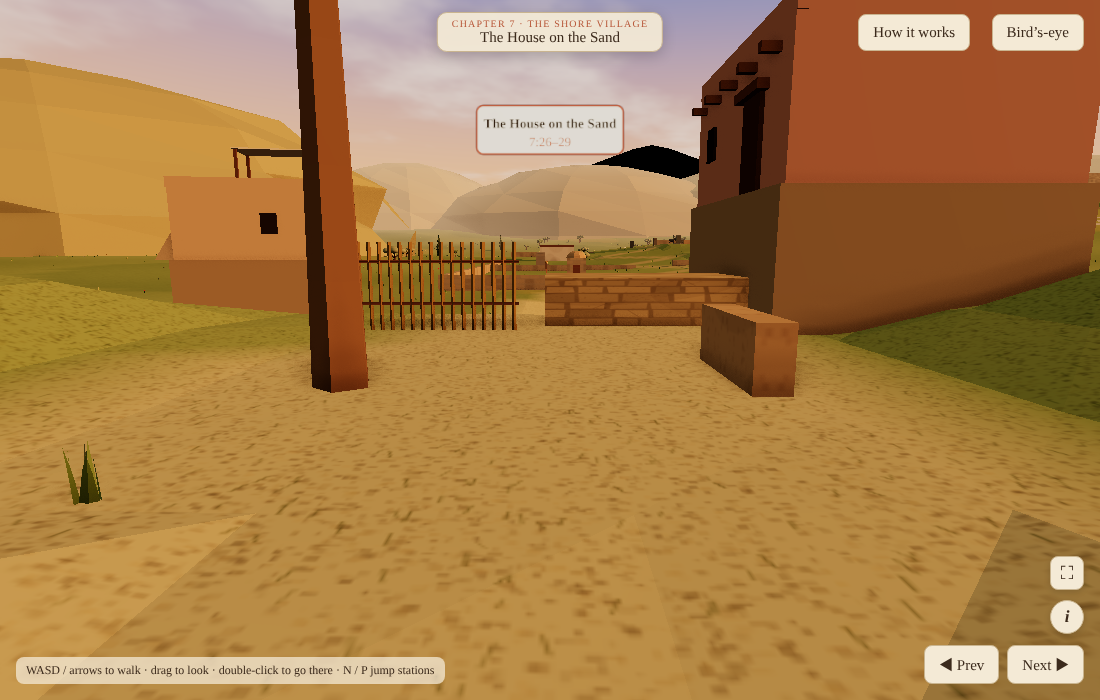 CHAPTER 7 · THE SHORE VILLAGE
The House on the Sand
How it works
Bird's-eye
The House on the Sand
7:26–29
i
WASD / arrows to walk · drag to look · double-click to go there · N / P jump stations
◀ Prev
Next ▶